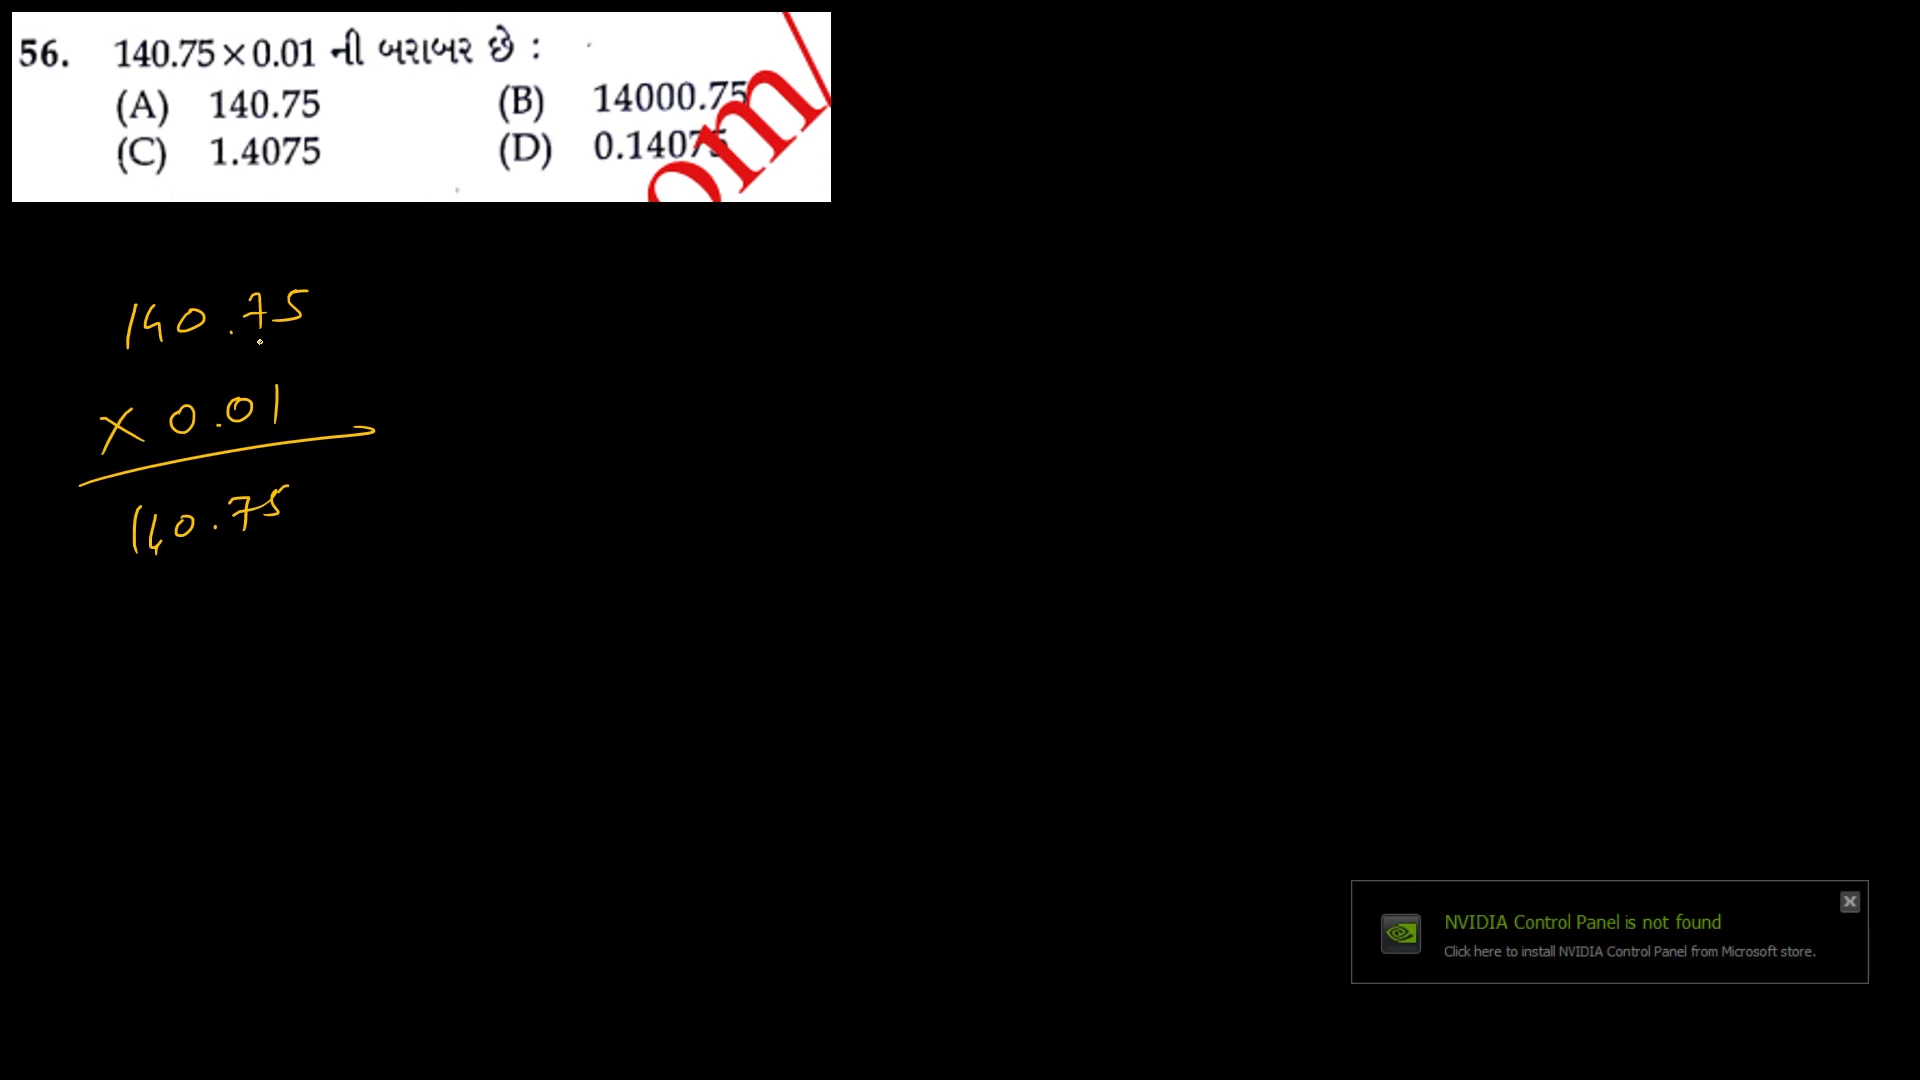 56. 140.75×0.01 ની બરાબર છે :
(A) 140.75 (B) 14000.75
(C) 1.4075 (D) 0.14075
om/
140.75
× 0.01
140.75
NVIDIA Control Panel is not found
Click here to install NVIDIA Control Panel from Microsoft store.